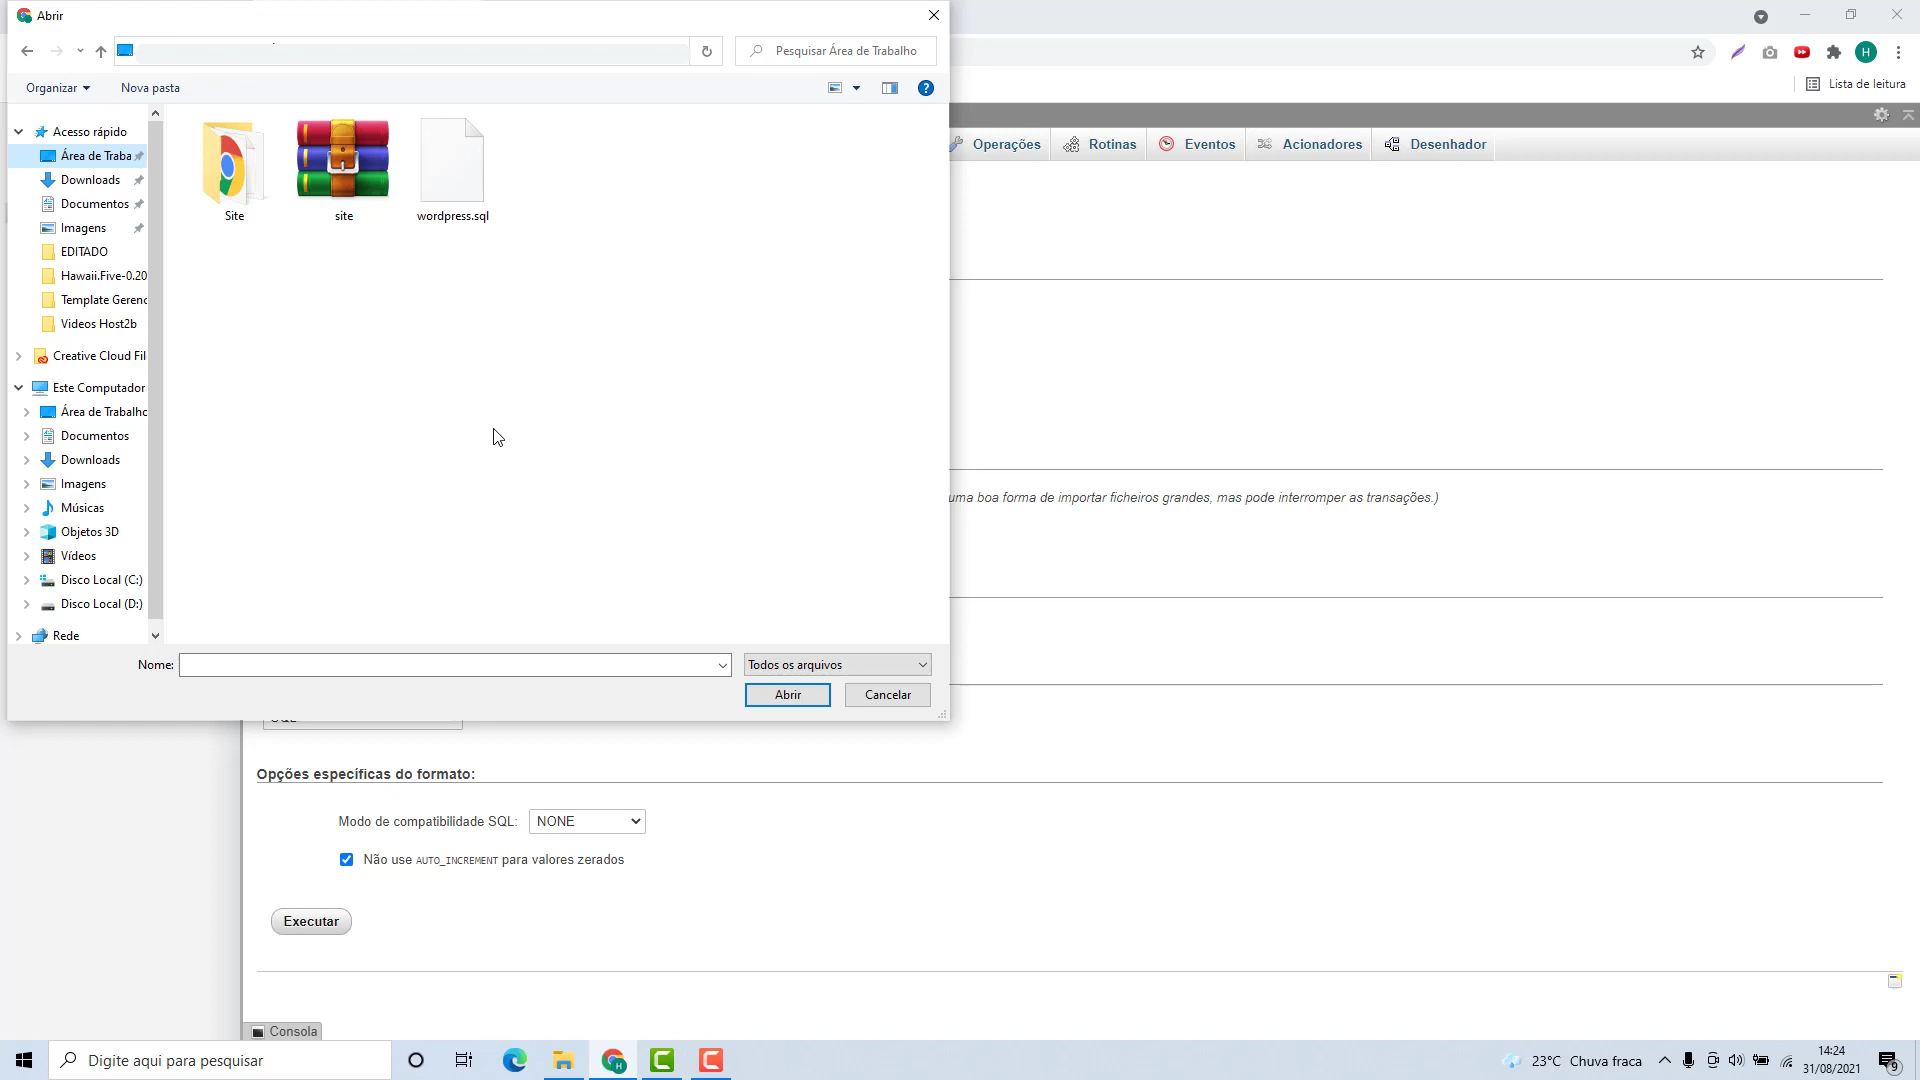 Abrir
Pesquisar Área de Trabalho
Organizar
Nova pasta
Lista de leitura
H
Acesso rápido
Área de Traba
Downloads
Documentos
Imagens
EDITADO
Hawaii.Five-0.20
Template Gerenc
Videos Host2b
Creative Cloud Fil
Este Computador
Área de Trabalho
Documentos
Downloads
Imagens
Músicas
Objetos 3D
Vídeos
Disco Local (C:)
Disco Local (D:)
Rede
Site
site
wordpress.sql
Operações
Rotinas
Eventos
Acionadores
Desenhador
uma boa forma de importar ficheiros grandes, mas pode interromper as transações.)
Nome:
Todos os arquivos
Abrir
Cancelar
Opções específicas do formato:
Modo de compatibilidade SQL:
NONE
Não use AUTO_INCREMENT para valores zerados
Executar
Consola
Digite aqui para pesquisar
23°C Chuva fraca
14:24
31/08/2021
9